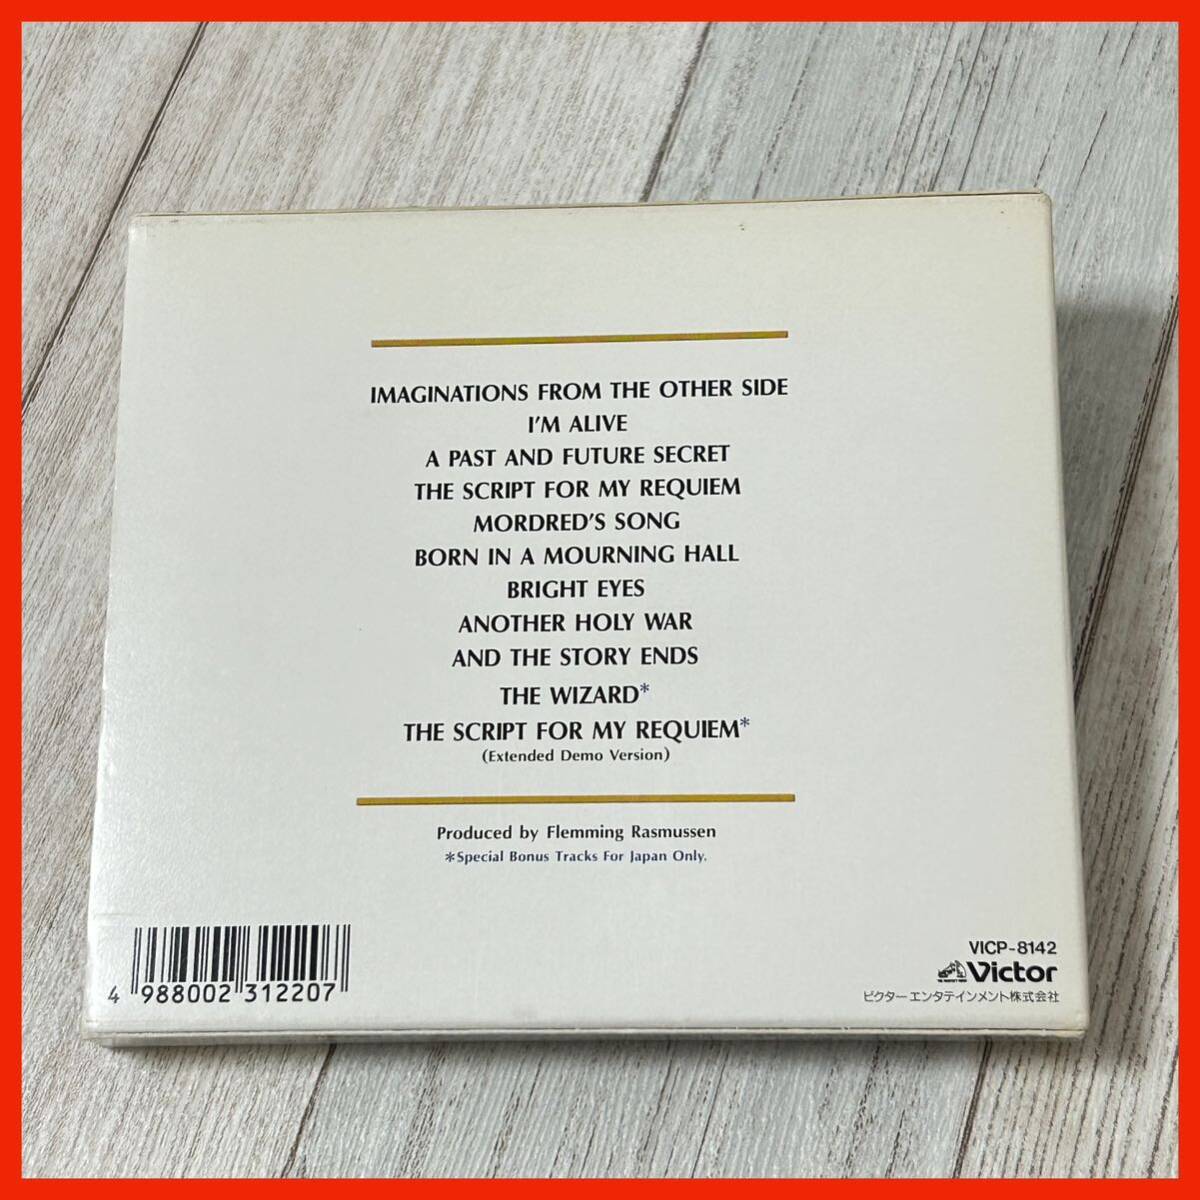 IMAGINATIONS FROM THE OTHER SIDE
I'M ALIVE
A PAST AND FUTURE SECRET
THE SCRIPT FOR MY REQUIEM
MORDRED'S SONG
BORN IN A MOURNING HALL
BRIGHT EYES
ANOTHER HOLY WAR
AND THE STORY ENDS
THE WIZARD*
THE SCRIPT FOR MY REQUIEM*
(Extended Demo Version)
Produced by Flemming Rasmussen
*Special Bonus Tracks For Japan Only.
4 988002 312207
VICP-8142
Victor
ビクターエンタテインメント株式会社